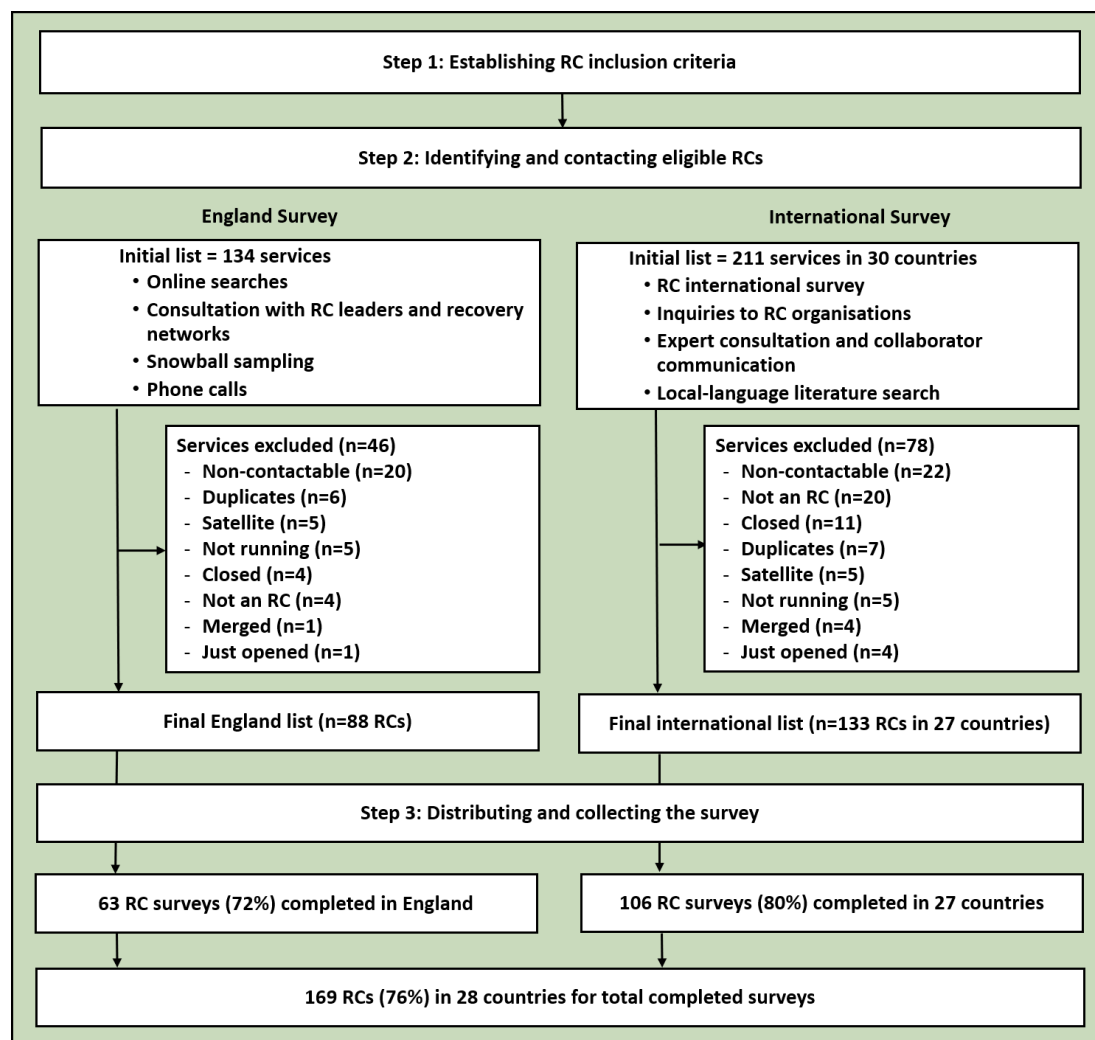 Step 1: Establishing RC inclusion criteria
Step 2: Identifying and contacting eligible RCs
England Survey
Initial list = 134 services
• Online searches
• Consultation with RC leaders and recovery
networks
• Snowball sampling
• Phone calls
Services excluded (n=46)
- Non-contactable (n=20)
- Duplicates (n=6)
- Satellite (n=5)
- Not running (n=5)
- Closed (n=4)
- Not an RC (n=4)
- Merged (n=1)
- Just opened (n=1)
Final England list (n=88 RCs)
International Survey
Initial list = 211 services in 30 countries
• RC international survey
• Inquiries to RC organisations
• Expert consultation and collaborator
communication
• Local-language literature search
Services excluded (n=78)
- Non-contactable (n=22)
- Not an RC (n=20)
- Closed (n=11)
- Duplicates (n=7)
- Satellite (n=5)
- Not running (n=5)
- Merged (n=4)
- Just opened (n=4)
Final international list (n=133 RCs in 27 countries)
Step 3: Distributing and collecting the survey
63 RC surveys (72%) completed in England
106 RC surveys (80%) completed in 27 countries
169 RCs (76%) in 28 countries for total completed surveys